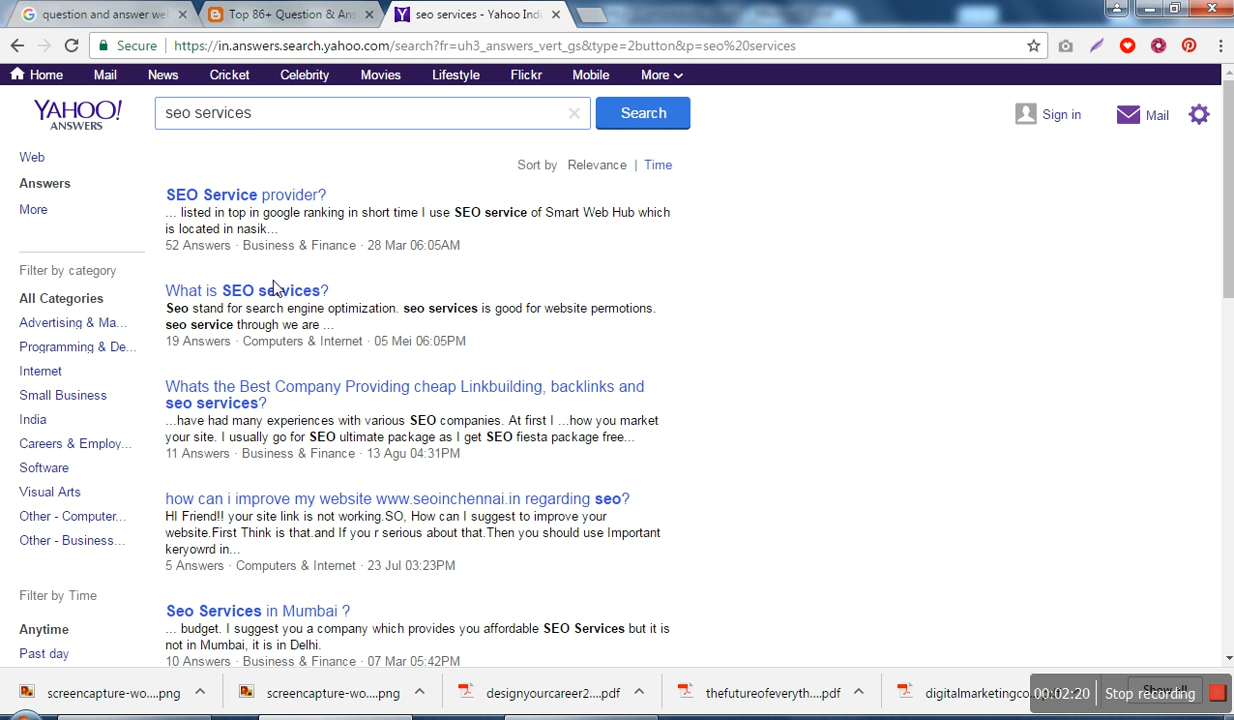 question and answer we
Top 86+ Question & Ans
seo services - Yahoo Indi
Secure
https://in.answers.search.yahoo.com/search?fr=uh3_answers_vert_gs&type=2button&p=seo%20services
Home Mail News Cricket Celebrity Movies Lifestyle Flickr Mobile More
YAHOO!
ANSWERS
seo services
Search
Sign in
Mail
Web
Answers
More
Filter by category
All Categories
Advertising & Ma...
Programming & De...
Internet
Small Business
India
Careers & Employ...
Software
Visual Arts
Other - Computer...
Other - Business...
Filter by Time
Anytime
Past day
Sort by Relevance | Time
SEO Service provider?
... listed in top in google ranking in short time I use SEO service of Smart Web Hub which
is located in nasik...
52 Answers · Business & Finance · 28 Mar 06:05AM
What is SEO services?
Seo stand for search engine optimization. seo services is good for website permotions.
seo service through we are ...
19 Answers · Computers & Internet · 05 Mei 06:05PM
Whats the Best Company Providing cheap Linkbuilding, backlinks and
seo services?
...have had many experiences with various SEO companies. At first I ...how you market
your site. I usually go for SEO ultimate package as I get SEO fiesta package free...
11 Answers · Business & Finance · 13 Agu 04:31PM
how can i improve my website www.seoinchennai.in regarding seo?
HI Friend!! your site link is not working.SO, How can I suggest to improve your
website.First Think is that.and If you r serious about that.Then you should use Important
keryowrd in...
5 Answers · Computers & Internet · 23 Jul 03:23PM
Seo Services in Mumbai ?
... budget. I suggest you a company which provides you affordable SEO Services but it is
not in Mumbai, it is in Delhi.
10 Answers · Business & Finance · 07 Mar 05:42PM
screencapture-wo....png
screencapture-wo....png
designyourcareer2....pdf
thefutureofeveryth....pdf
digitalmarketingco
00:02:20
Stop recording